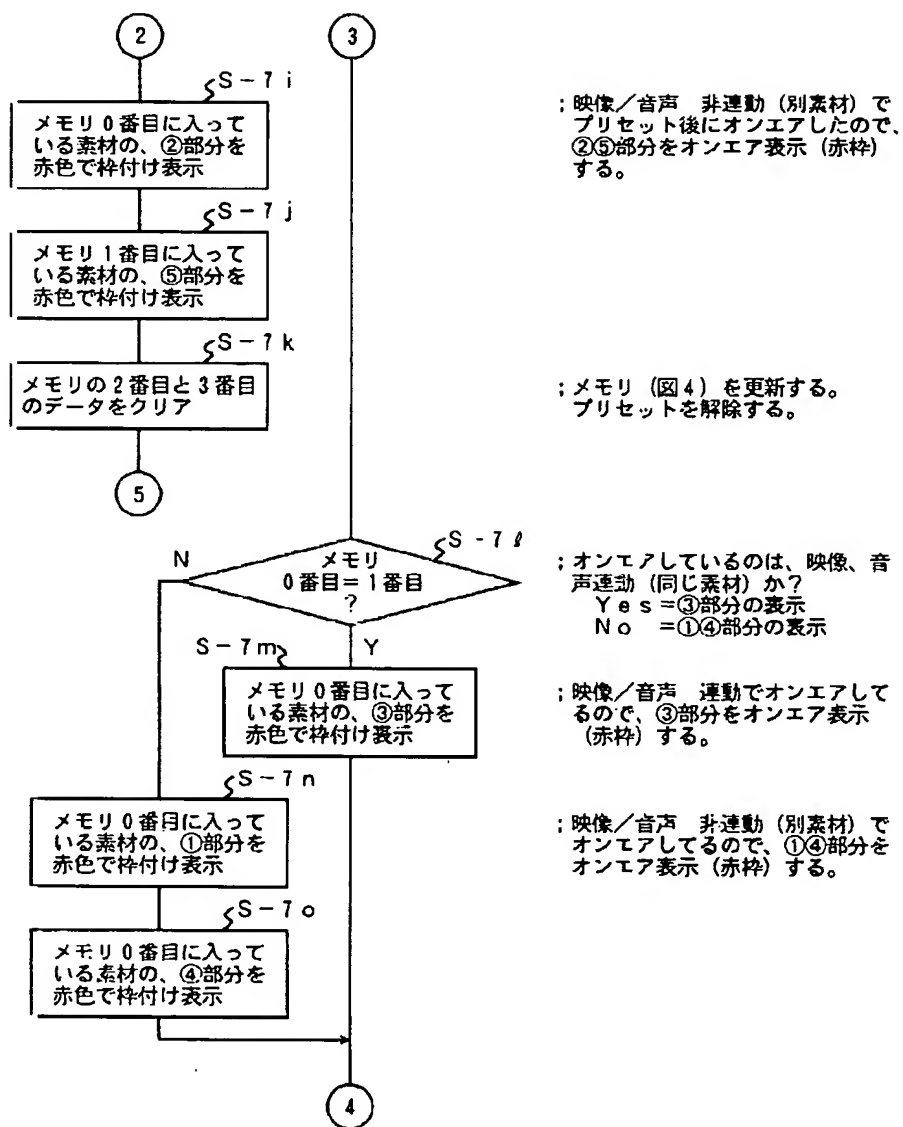 2
3
S-7i
メモリ0番目に入って
いる素材の、②部分を
赤色で枠付け表示
;映像/音声 非連動(別素材)で
プリセット後にオンエアしたので、
②⑤部分をオンエア表示(赤枠)
する。
S-7j
メモリ1番目に入って
いる素材の、⑤部分を
赤色で枠付け表示
S-7k
メモリの2番目と3番目
のデータをクリア
;メモリ(図4)を更新する。
プリセットを解除する。
5
S-7ℓ
N
メモリ
0番目=1番目
?
Y
;オンエアしているのは、映像、音
声連動(同じ素材)か?
Yes=③部分の表示
No =①④部分の表示
S-7m
メモリ0番目に入って
いる素材の、③部分を
赤色で枠付け表示
;映像/音声 連動でオンエアして
るので、③部分をオンエア表示
(赤枠)する。
S-7n
メモリ0番目に入って
いる素材の、①部分を
赤色で枠付け表示
;映像/音声 非連動(別素材)で
オンエアしてるので、①④部分を
オンエア表示(赤枠)する。
S-7o
メモリ0番目に入って
いる素材の、④部分を
赤色で枠付け表示
4